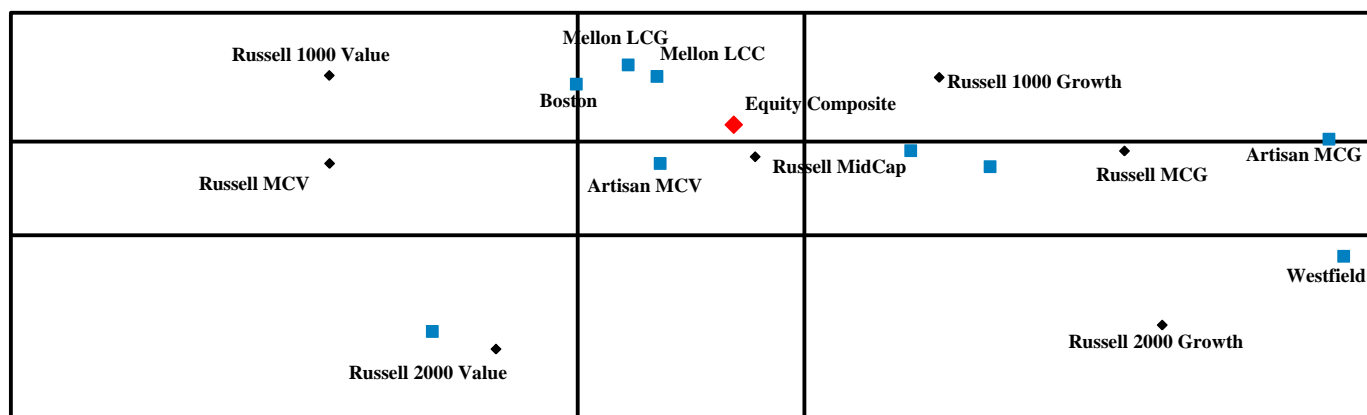 Mellon LCG
Russell 1000 Value
Mellon LCC
Russell 1000 Growth
Boston
Equity Composite
Artisan MCG
Russell MidCap
Russell MCG
Russell MCV
Artisan MCV
Westfield
Russell 2000 Growth
Russell 2000 Value